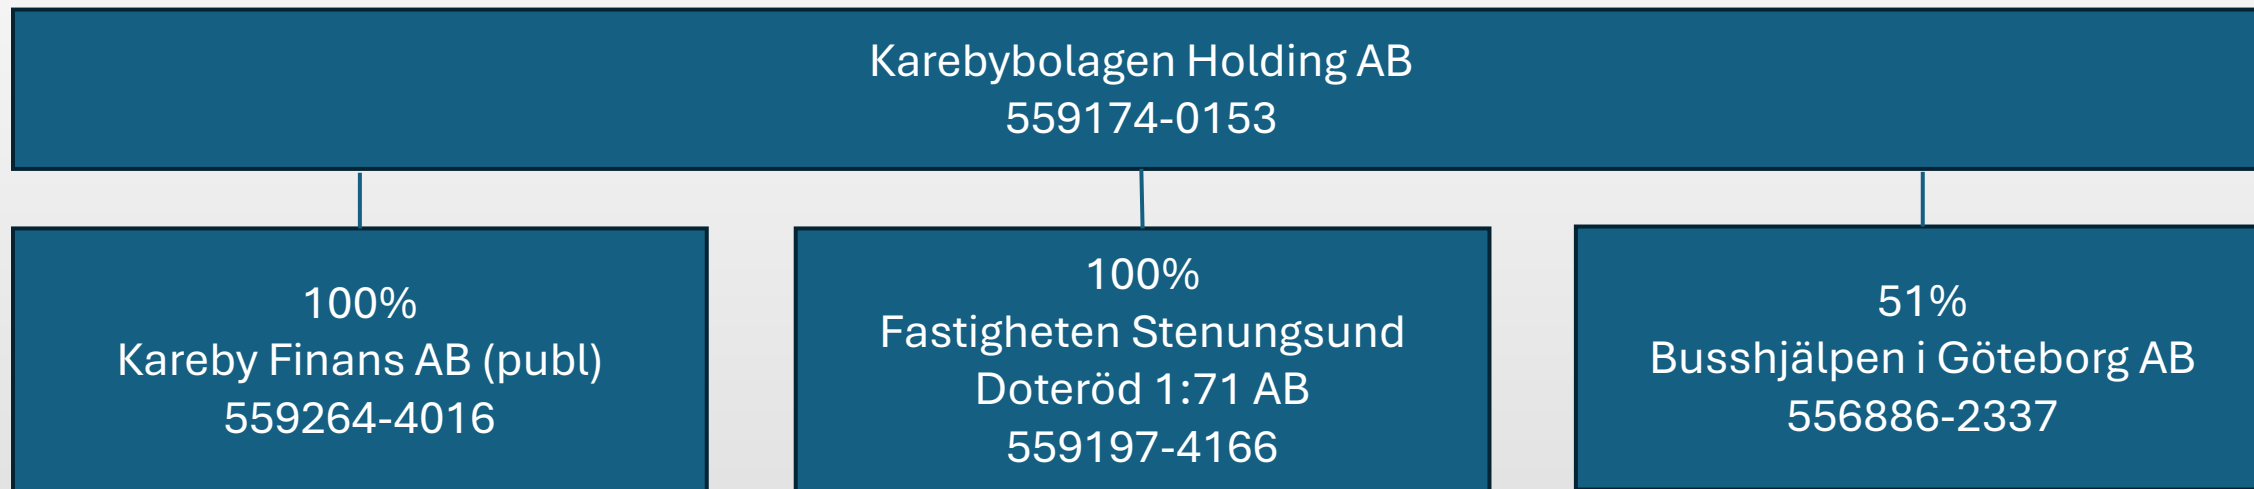 Karebybolagen Holding AB
559174-0153
100%
Kareby Finans AB (publ)
559264-4016
100%
Fastigheten Stenungsund
Doteröd 1:71 AB
559197-4166
51%
Busshjälpen i Göteborg AB
556886-2337